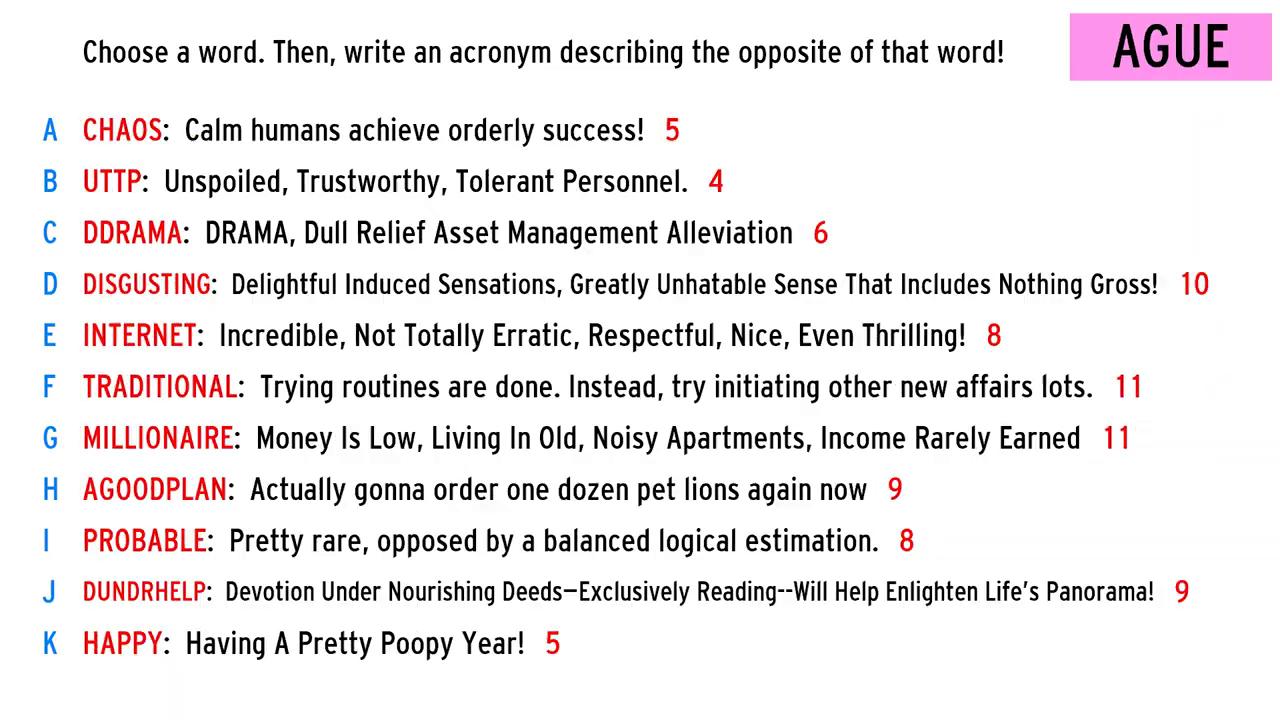 Choose a word. Then, write an acronym describing the opposite of that word!
AGUE
A CHAOS: Calm humans achieve orderly success! 5
B UTTP: Unspoiled, Trustworthy, Tolerant Personnel. 4
C DDRAMA: DRAMA, Dull Relief Asset Management Alleviation 6
D DISGUSTING: Delightful Induced Sensations, Greatly Unhatable Sense That Includes Nothing Gross! 10
E INTERNET: Incredible, Not Totally Erratic, Respectful, Nice, Even Thrilling! 8
F TRADITIONAL: Trying routines are done. Instead, try initiating other new affairs lots. 11
G MILLIONAIRE: Money Is Low, Living In Old, Noisy Apartments, Income Rarely Earned 11
H AGOODPLAN: Actually gonna order one dozen pet lions again now 9
I PROBABLE: Pretty rare, opposed by a balanced logical estimation. 8
J DUNDRHELP: Devotion Under Nourishing Deeds—Exclusively Reading--Will Help Enlighten Life's Panorama! 9
K HAPPY: Having A Pretty Poopy Year! 5